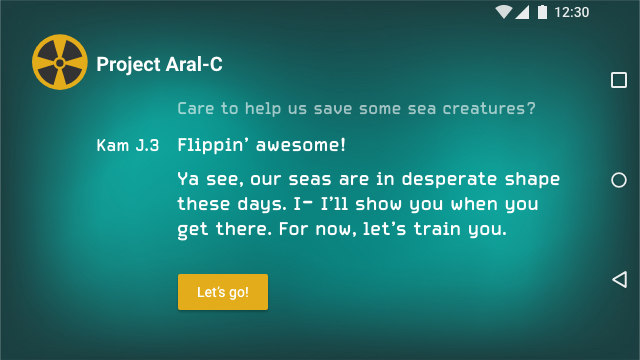 12:30
Project Aral-C
Care to help us save some sea creatures?
Kam J.3 Flippin’ awesome!
Ya see, our seas are in desperate shape
these days. I– I’ll show you when you
get there. For now, let’s train you.
Let’s go!